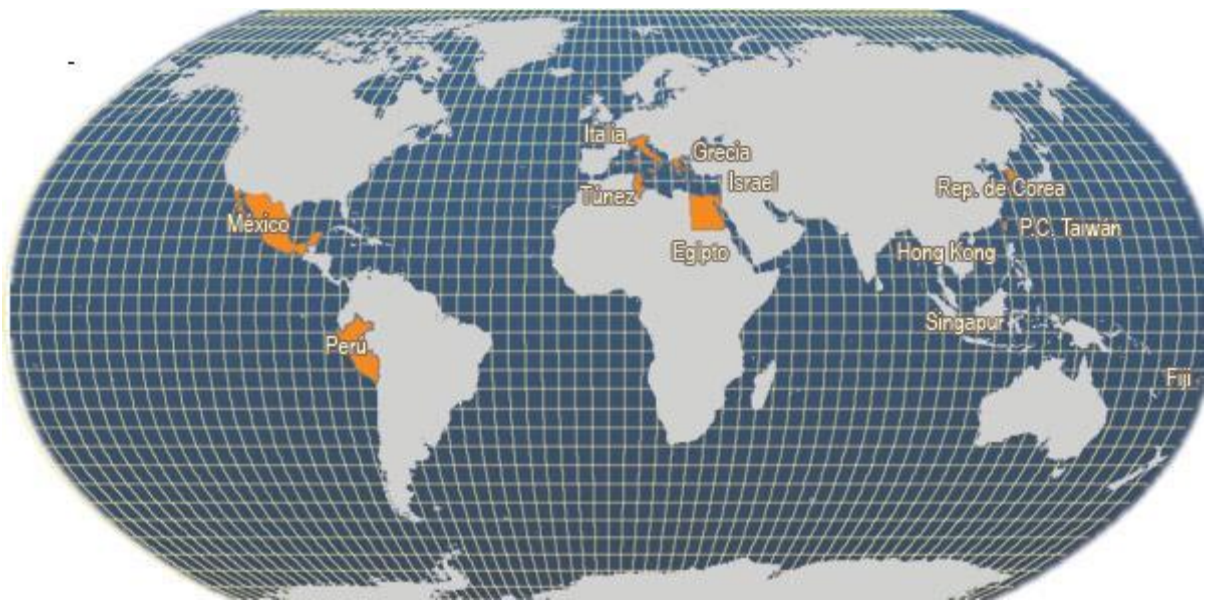 -
Italia
Grecia
Túnez
Israel
Rep. de Corea
México
P.C. Taiwán
Egipto
Hong Kong
Singapur
Perú
Fiji